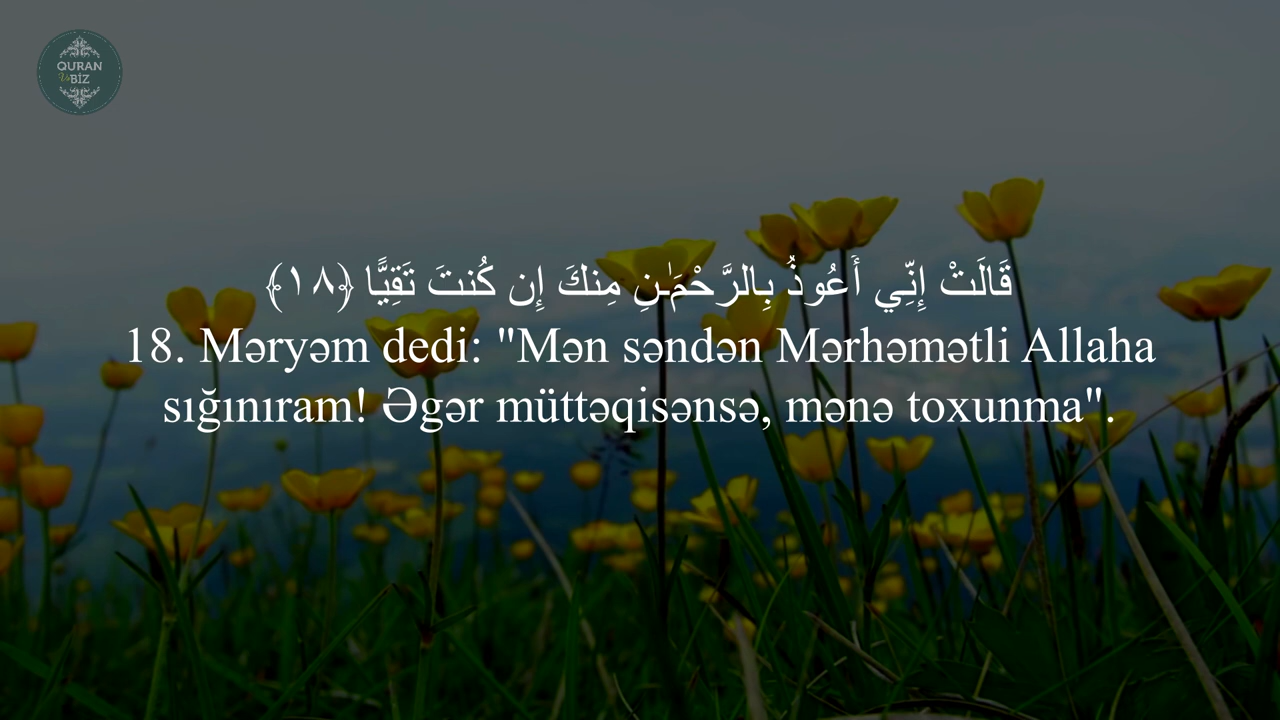 QURAN
Və BİZ
قَالَتْ إِنِّي أَعُوذُ بِالرَّحْمَـٰنِ مِنكَ إِن كُنتَ تَقِيًّا ﴿١٨﴾
18. Məryəm dedi: "Mən səndən Mərhəmətli Allaha
sığınıram! Əgər müttəqisənsə, mənə toxunma".